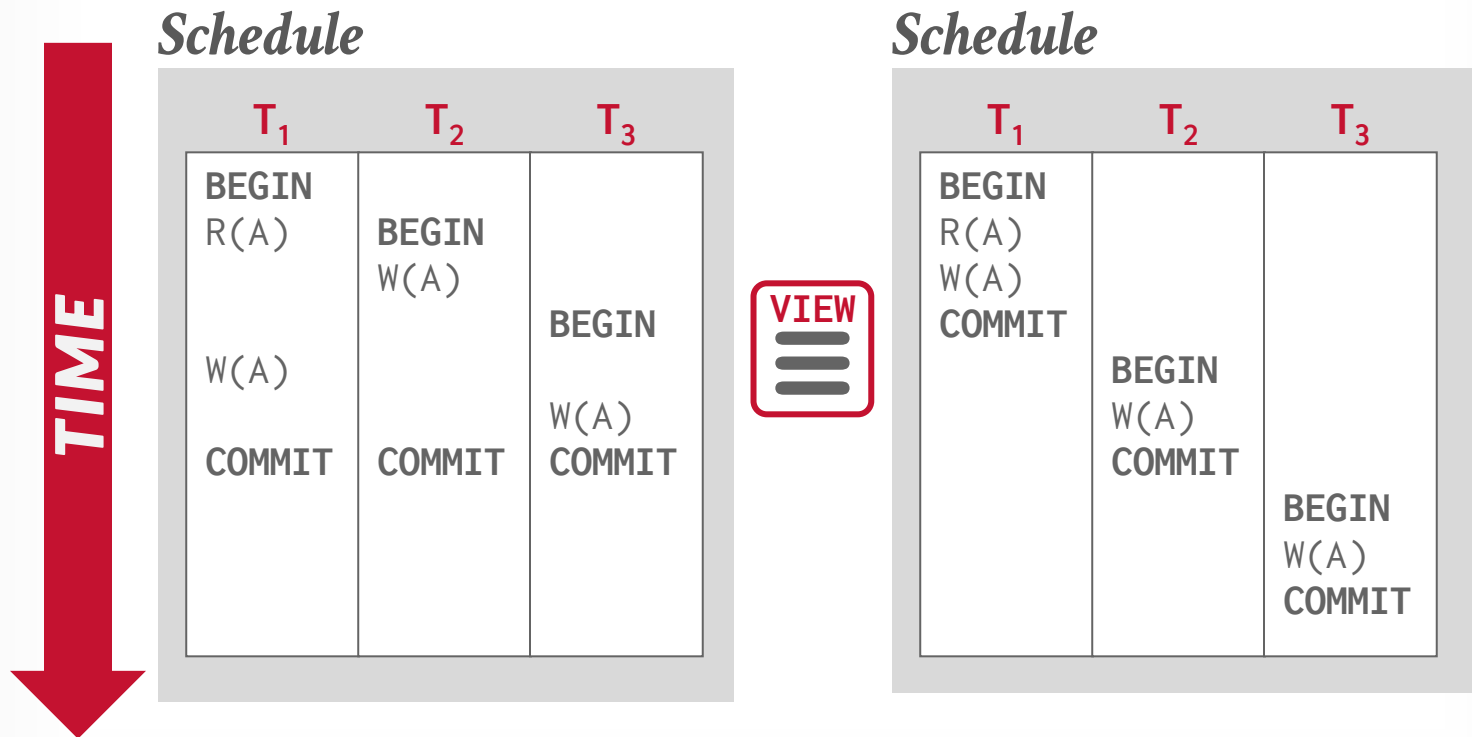 Schedule
T₁ T₂ T₃
BEGIN
R(A) BEGIN
W(A)
BEGIN
W(A)
W(A)
COMMIT COMMIT COMMIT
TIME
VIEW
Schedule
T₁ T₂ T₃
BEGIN
R(A)
W(A)
COMMIT
BEGIN
W(A)
COMMIT
BEGIN
W(A)
COMMIT